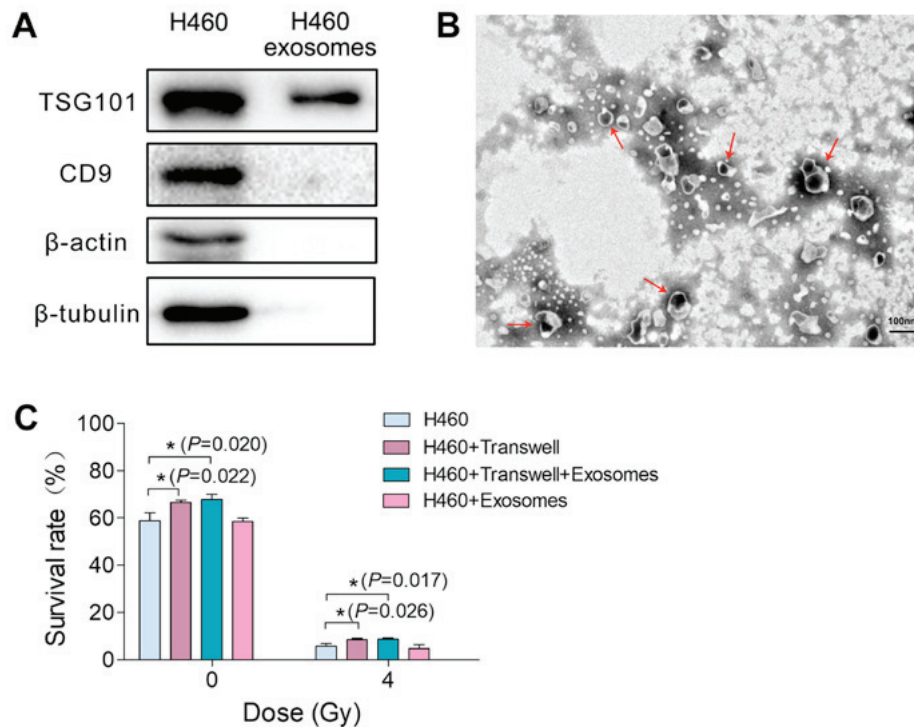 A
H460
H460
exosomes
TSG101
CD9
β-actin
β-tubulin
B
100nm
C
Survival rate (%)
100
80
60
40
20
0
* (P=0.020)
* (P=0.022)
* (P=0.017)
* (P=0.026)
0
4
Dose (Gy)
H460
H460+Transwell
H460+Transwell+Exosomes
H460+Exosomes